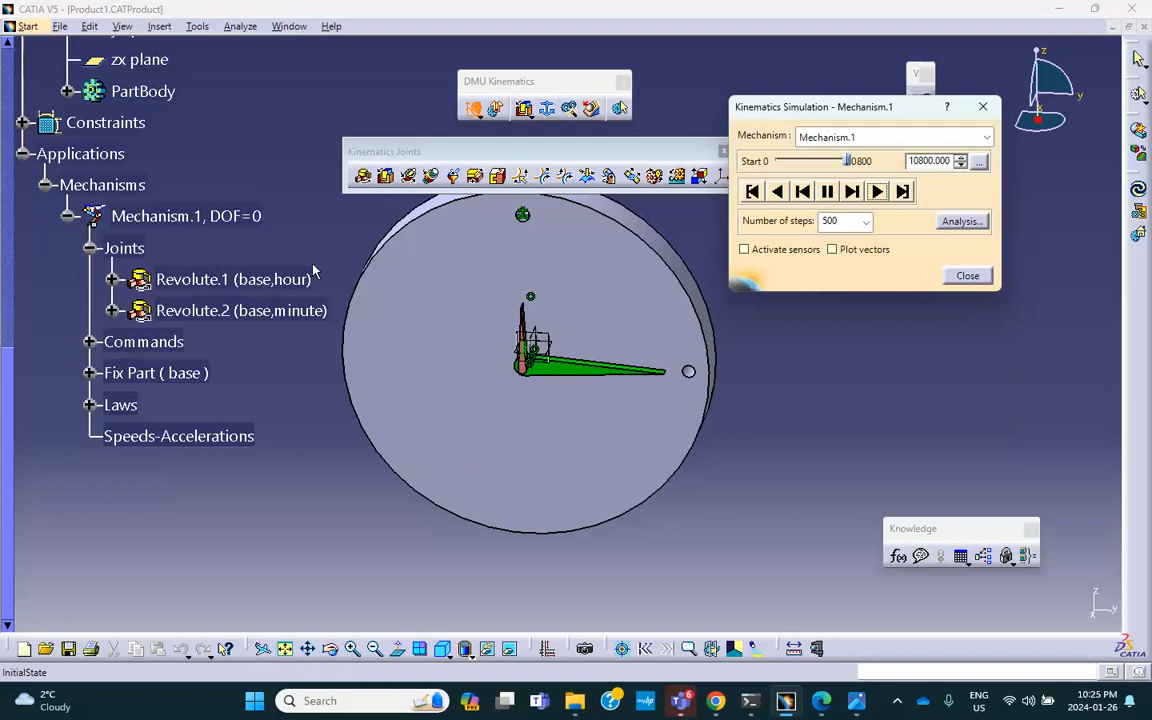 CATIA V5 - [Product1.CATProduct]
Start File Edit View Insert Tools Analyze Window Help
zx plane
PartBody
Constraints
Applications
Mechanisms
Mechanism.1, DOF=0
Joints
Revolute.1 (base,hour)
Revolute.2 (base,minute)
Commands
Fix Part ( base )
Laws
Speeds-Accelerations
DMU Kinematics
Kinematics Joints
V
z
y
x
Kinematics Simulation - Mechanism.1
Mechanism : Mechanism.1
Start 0 0800 10800.000 ...
Number of steps: 500 Analysis...
Activate sensors Plot vectors
Close
Knowledge
z
y
CATIA
InitialState
2°C
Cloudy
Search
6
ENG
US
10:25 PM
2024-01-26